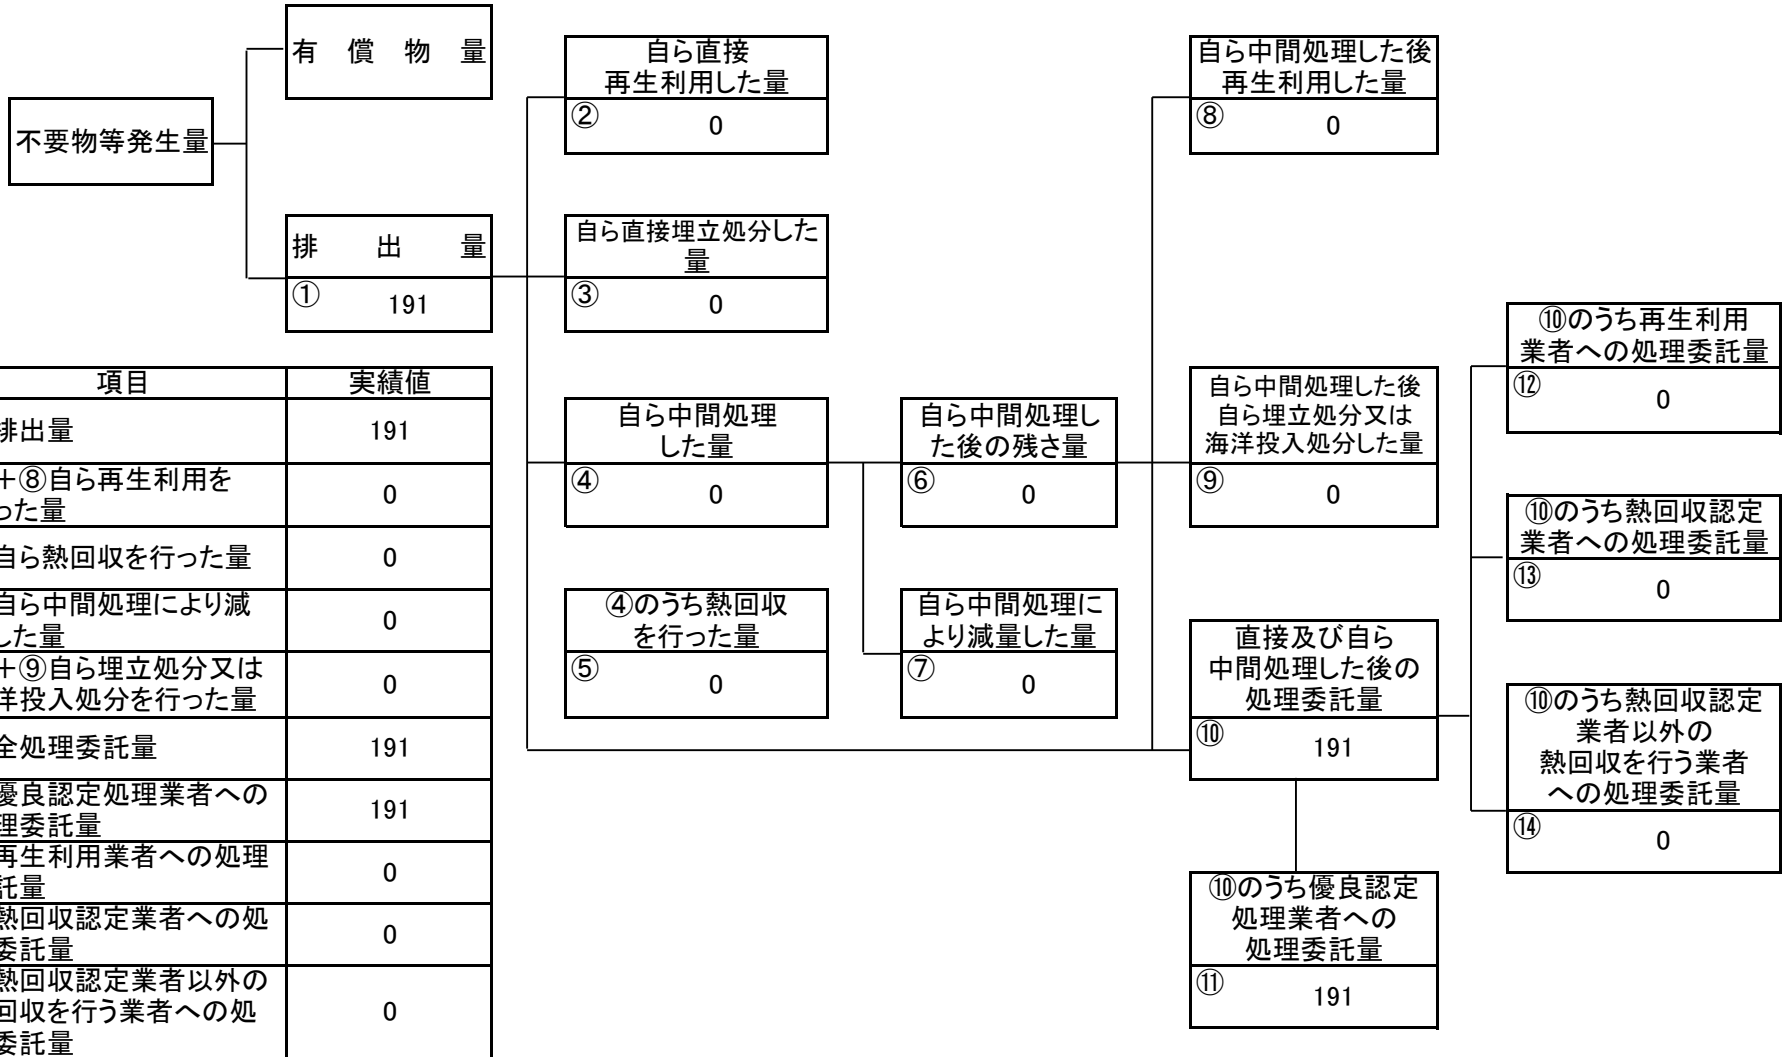 不要物等発生量
有　償　物　量
排　　出　　量
① 191
自ら直接
再生利用した量
② 0
自ら直接埋立処分した
量
③ 0
自ら中間処理
した量
④ 0
④のうち熱回収
を行った量
⑤ 0
自ら中間処理し
た後の残さ量
⑥ 0
自ら中間処理に
より減量した量
⑦ 0
自ら中間処理した後
再生利用した量
⑧ 0
自ら中間処理した後
自ら埋立処分又は
海洋投入処分した量
⑨ 0
直接及び自ら
中間処理した後の
処理委託量
⑩ 191
⑩のうち優良認定
処理業者への
処理委託量
⑪ 191
⑩のうち再生利用
業者への処理委託量
⑫ 0
⑩のうち熱回収認定
業者への処理委託量
⑬ 0
⑩のうち熱回収認定
業者以外の
熱回収を行う業者
への処理委託量
⑭ 0
項目 実績値
排出量 191
＋⑧自ら再生利用を
った量 0
自ら熱回収を行った量 0
自ら中間処理により減
した量 0
＋⑨自ら埋立処分又は
洋投入処分を行った量 0
全処理委託量 191
優良認定処理業者への
理委託量 191
再生利用業者への処理
託量 0
熱回収認定業者への処
委託量 0
熱回収認定業者以外の
回収を行う業者への処
委託量 0